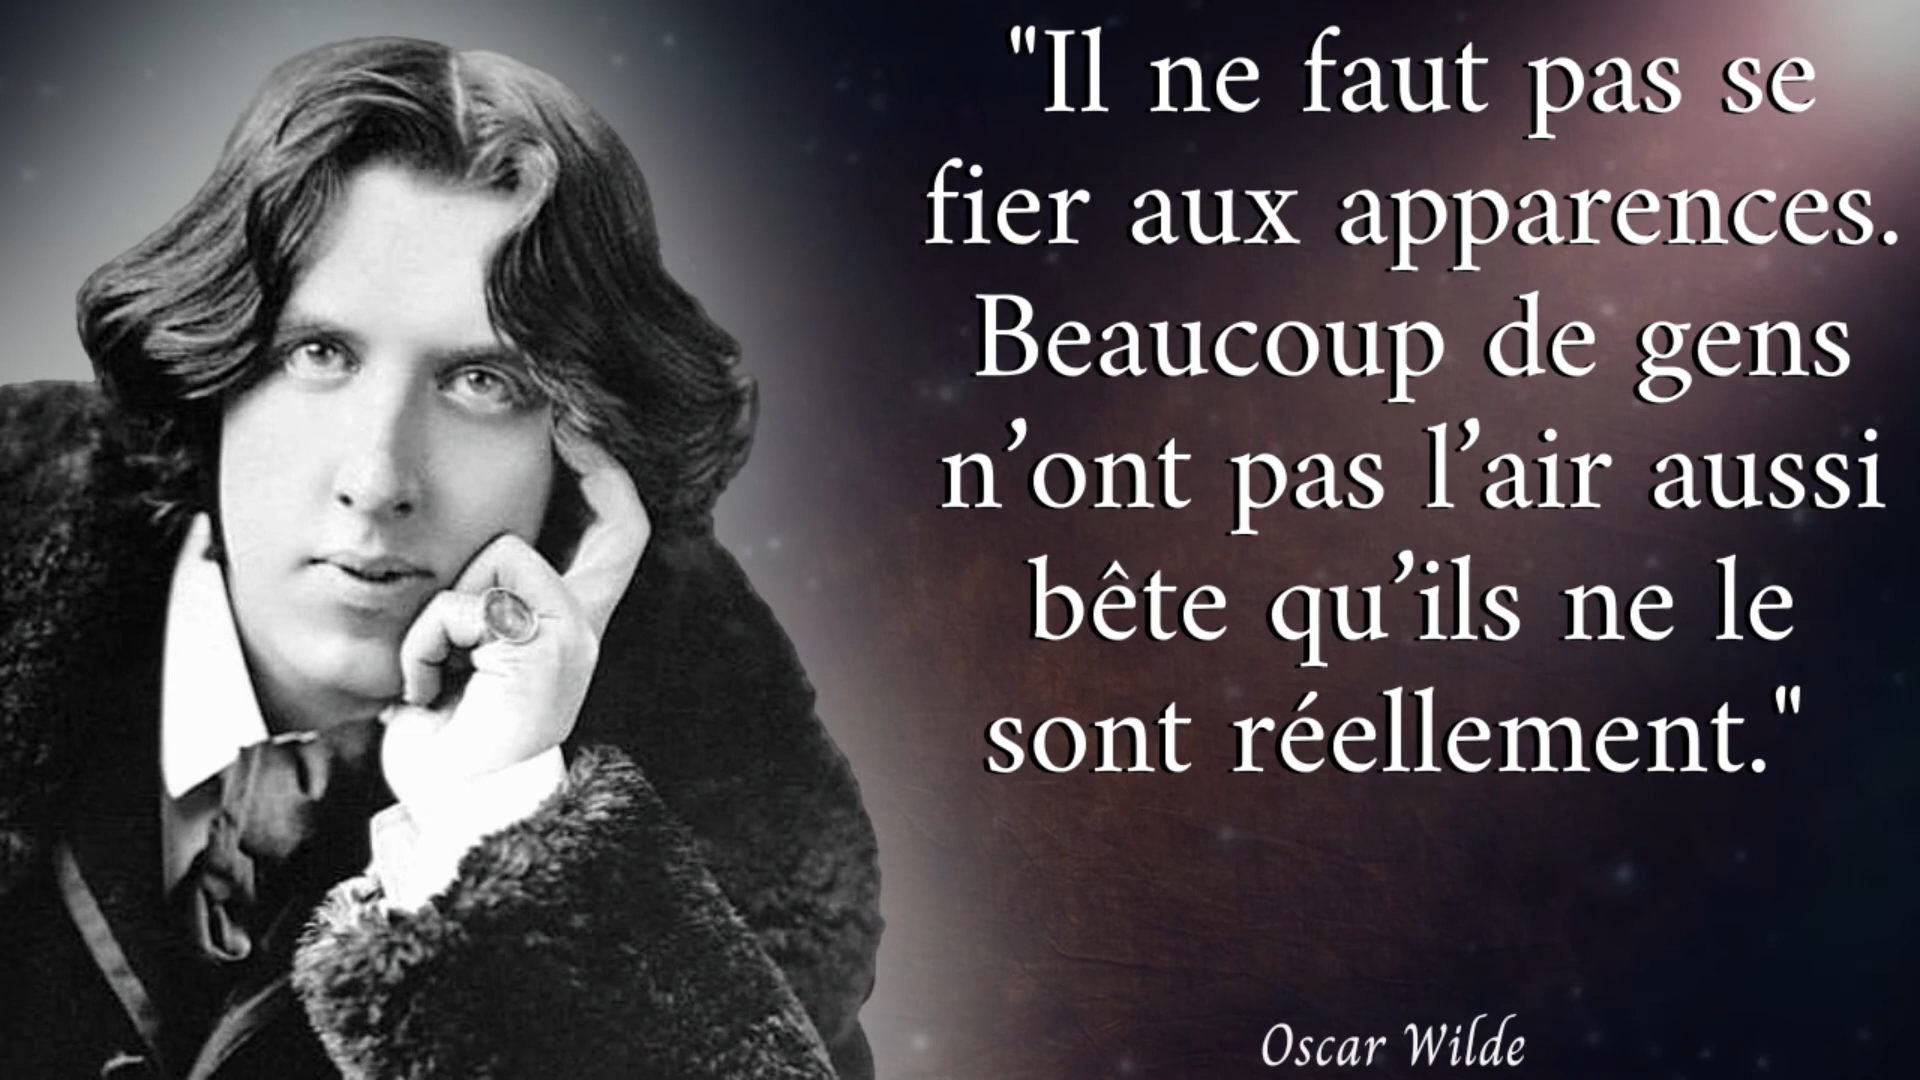 "Il ne faut pas se
fier aux apparences.
Beaucoup de gens
n’ont pas l’air aussi
bête qu’ils ne le
sont réellement."
Oscar Wilde